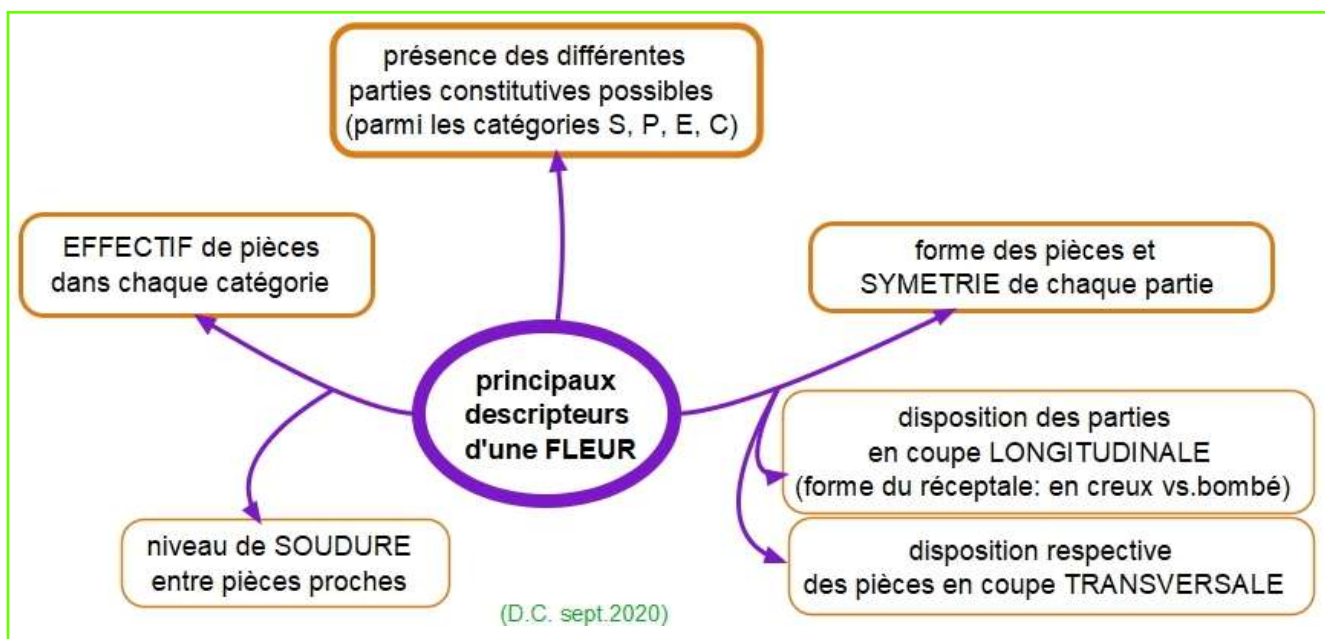 présence des différentes
parties constitutives possibles
(parmi les catégories S, P, E, C)
EFFECTIF de pièces
dans chaque catégorie
forme des pièces et
SYMETRIE de chaque partie
principaux
descripteurs
d'une FLEUR
disposition des parties
en coupe LONGITUDINALE
(forme du réceptale: en creux vs.bombé)
niveau de SOUDURE
entre pièces proches
disposition respective
des pièces en coupe TRANSVERSALE
(D.C. sept.2020)